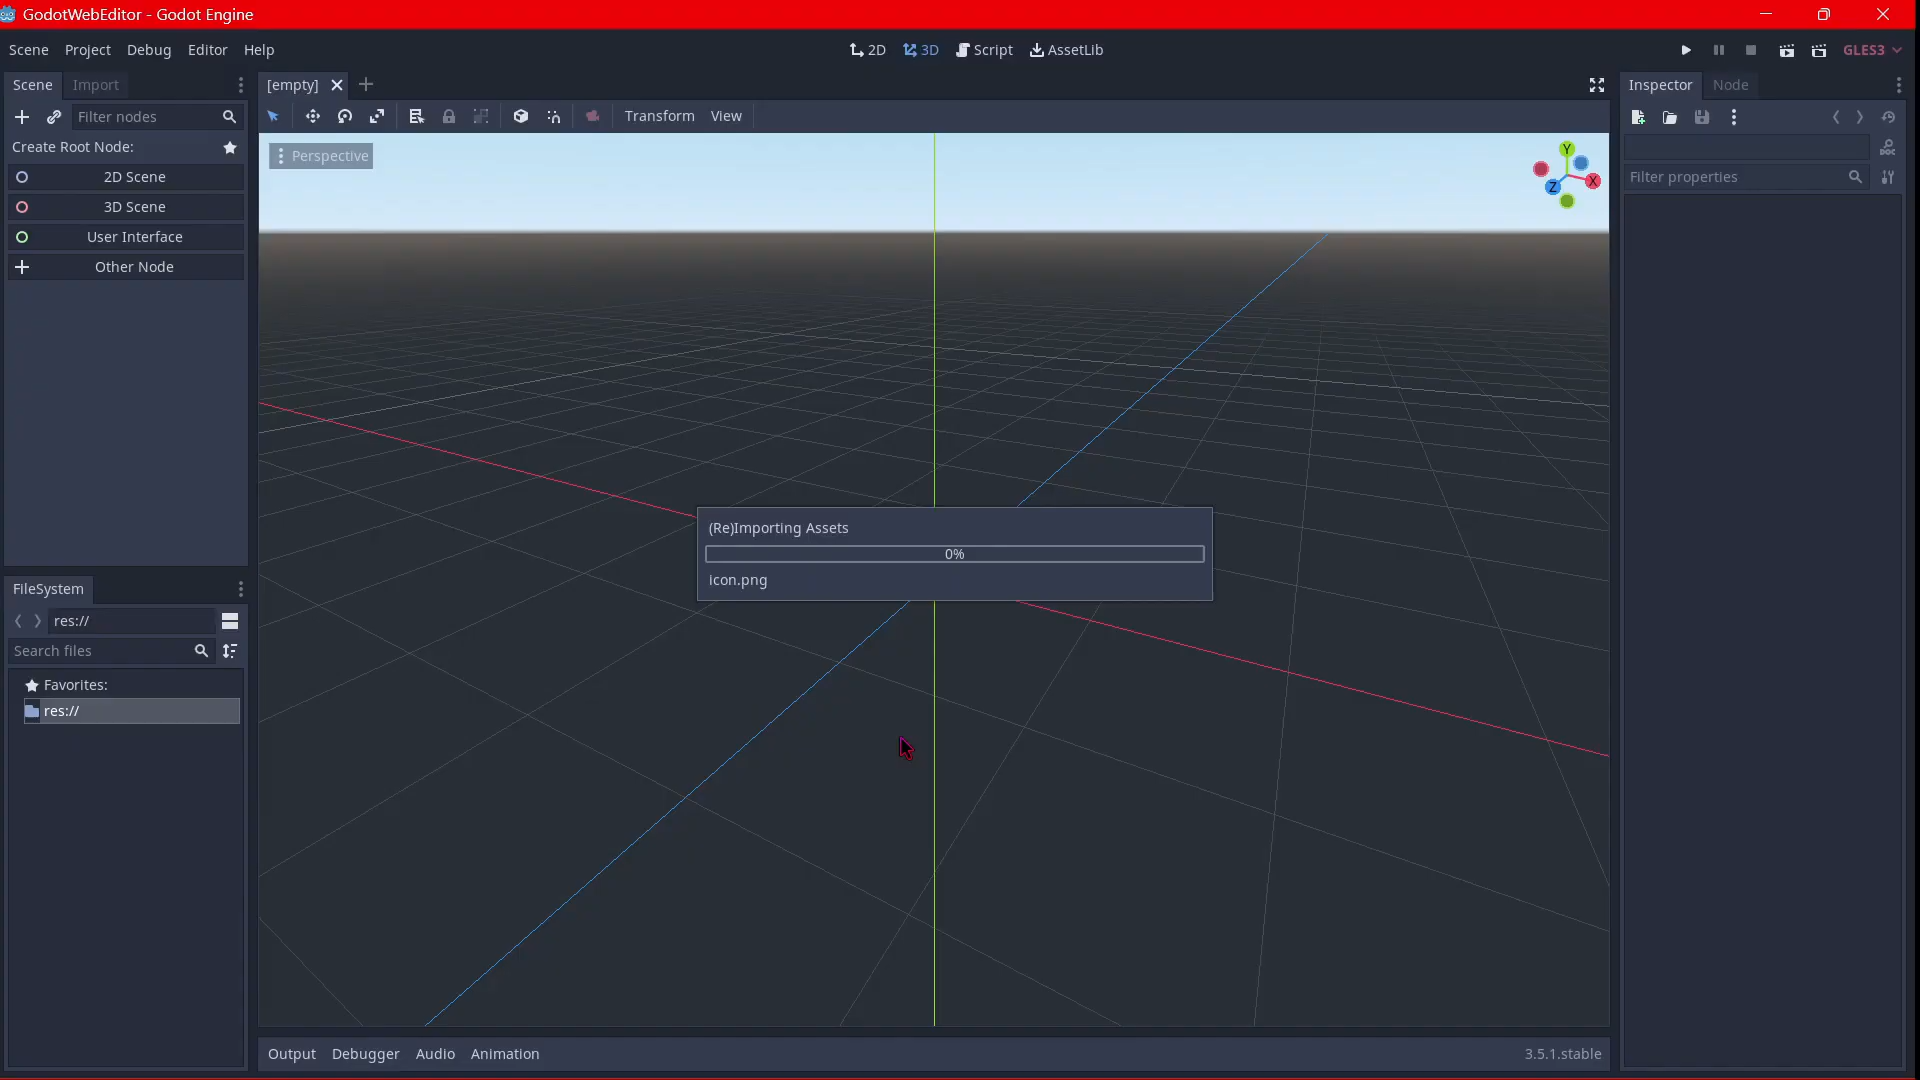 GodotWebEditor - Godot Engine
Scene Project Debug Editor Help
2D 3D Script AssetLib
GLES3
Scene Import
Filter nodes
Create Root Node:
2D Scene
3D Scene
User Interface
Other Node
FileSystem
res://
Search files
Favorites:
res://
[empty]
Transform View
Perspective
Y
X
Z
(Re)Importing Assets
0%
icon.png
Output Debugger Audio Animation
3.5.1.stable
Inspector Node
Filter properties